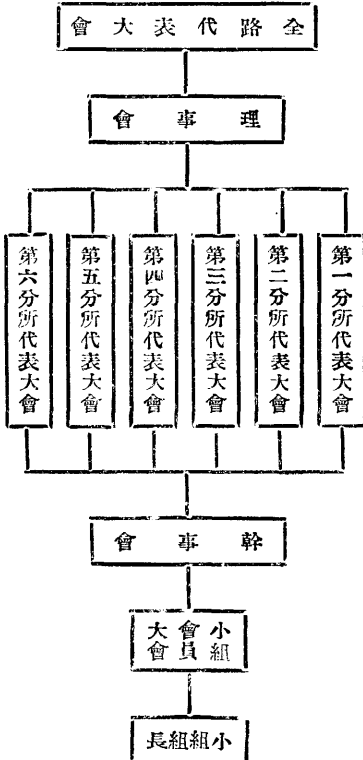 全路代表大會
理事會
第一分所代表大會
第二分所代表大會
第三分所代表大會
第四分所代表大會
第五分所代表大會
第六分所代表大會
幹事會
小組
會員
大會
小組組長